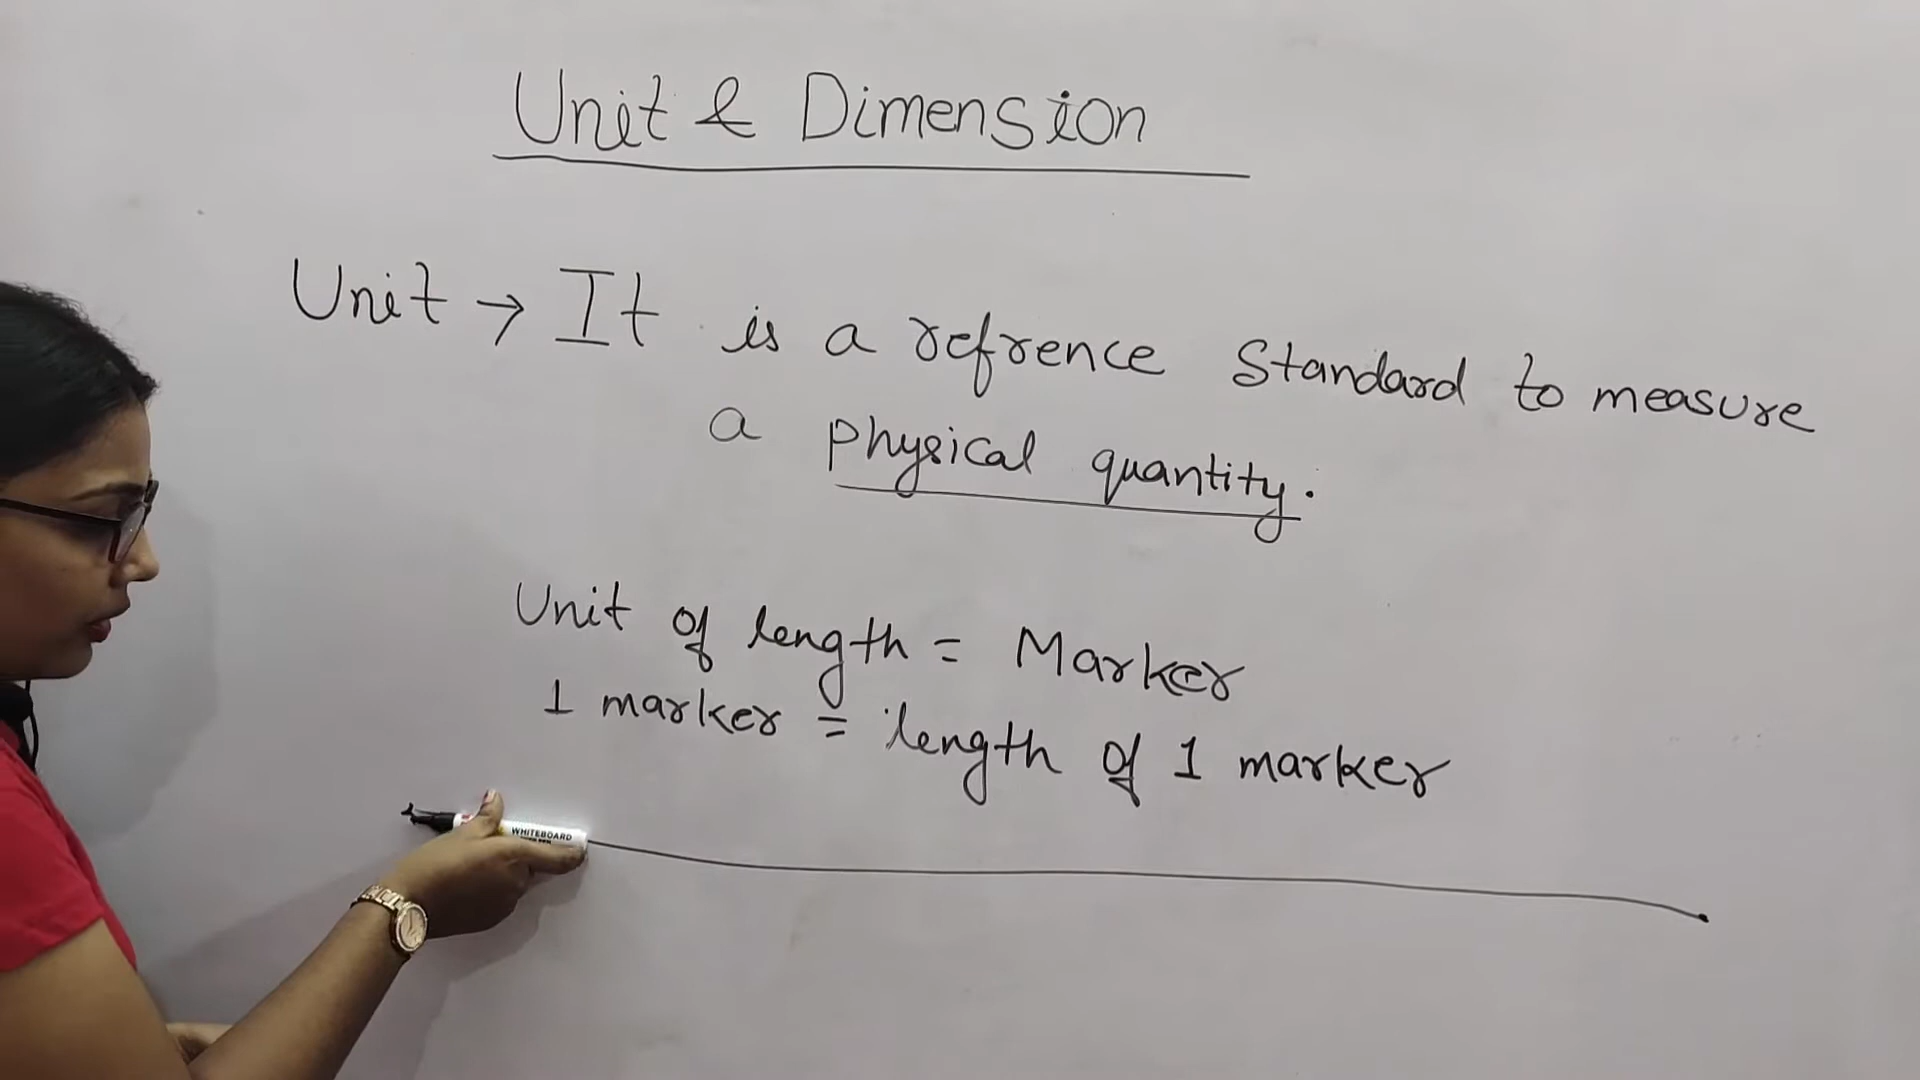 Unit & Dimension
Unit → It is a refrence Standard to measure
a physical quantity.
Unit of length = Marker
1 marker = length of 1 marker
WHITEBOARD